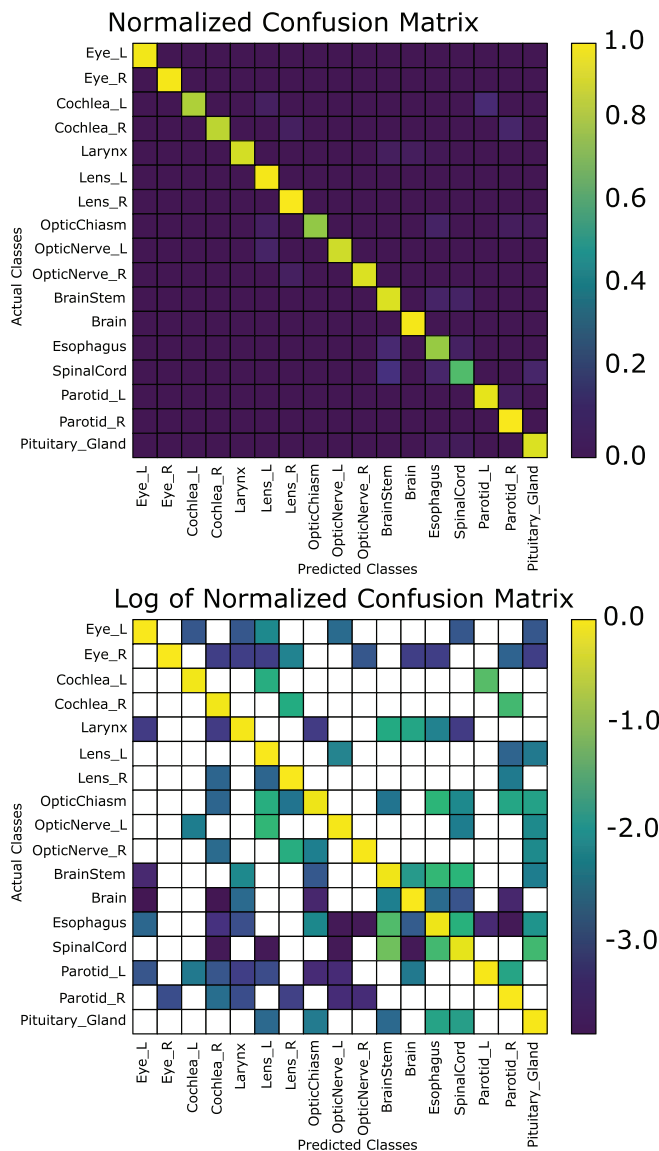 Normalized Confusion Matrix
Eye_L
Eye_R
Cochlea_L
Cochlea_R
Larynx
Lens_L
Lens_R
OpticChiasm
OpticNerve_L
OpticNerve_R
BrainStem
Brain
Esophagus
SpinalCord
Parotid_L
Parotid_R
Pituitary_Gland
Actual Classes
Eye_L
Eye_R
Cochlea_L
Cochlea_R
Larynx
Lens_L
Lens_R
OpticChiasm
OpticNerve_L
OpticNerve_R
BrainStem
Brain
Esophagus
SpinalCord
Parotid_L
Parotid_R
Pituitary_Gland
Predicted Classes
1.0
0.8
0.6
0.4
0.2
0.0
Log of Normalized Confusion Matrix
Eye_L
Eye_R
Cochlea_L
Cochlea_R
Larynx
Lens_L
Lens_R
OpticChiasm
OpticNerve_L
OpticNerve_R
BrainStem
Brain
Esophagus
SpinalCord
Parotid_L
Parotid_R
Pituitary_Gland
Actual Classes
Eye_L
Eye_R
Cochlea_L
Cochlea_R
Larynx
Lens_L
Lens_R
OpticChiasm
OpticNerve_L
OpticNerve_R
BrainStem
Brain
Esophagus
SpinalCord
Parotid_L
Parotid_R
Pituitary_Gland
Predicted Classes
0.0
-1.0
-2.0
-3.0